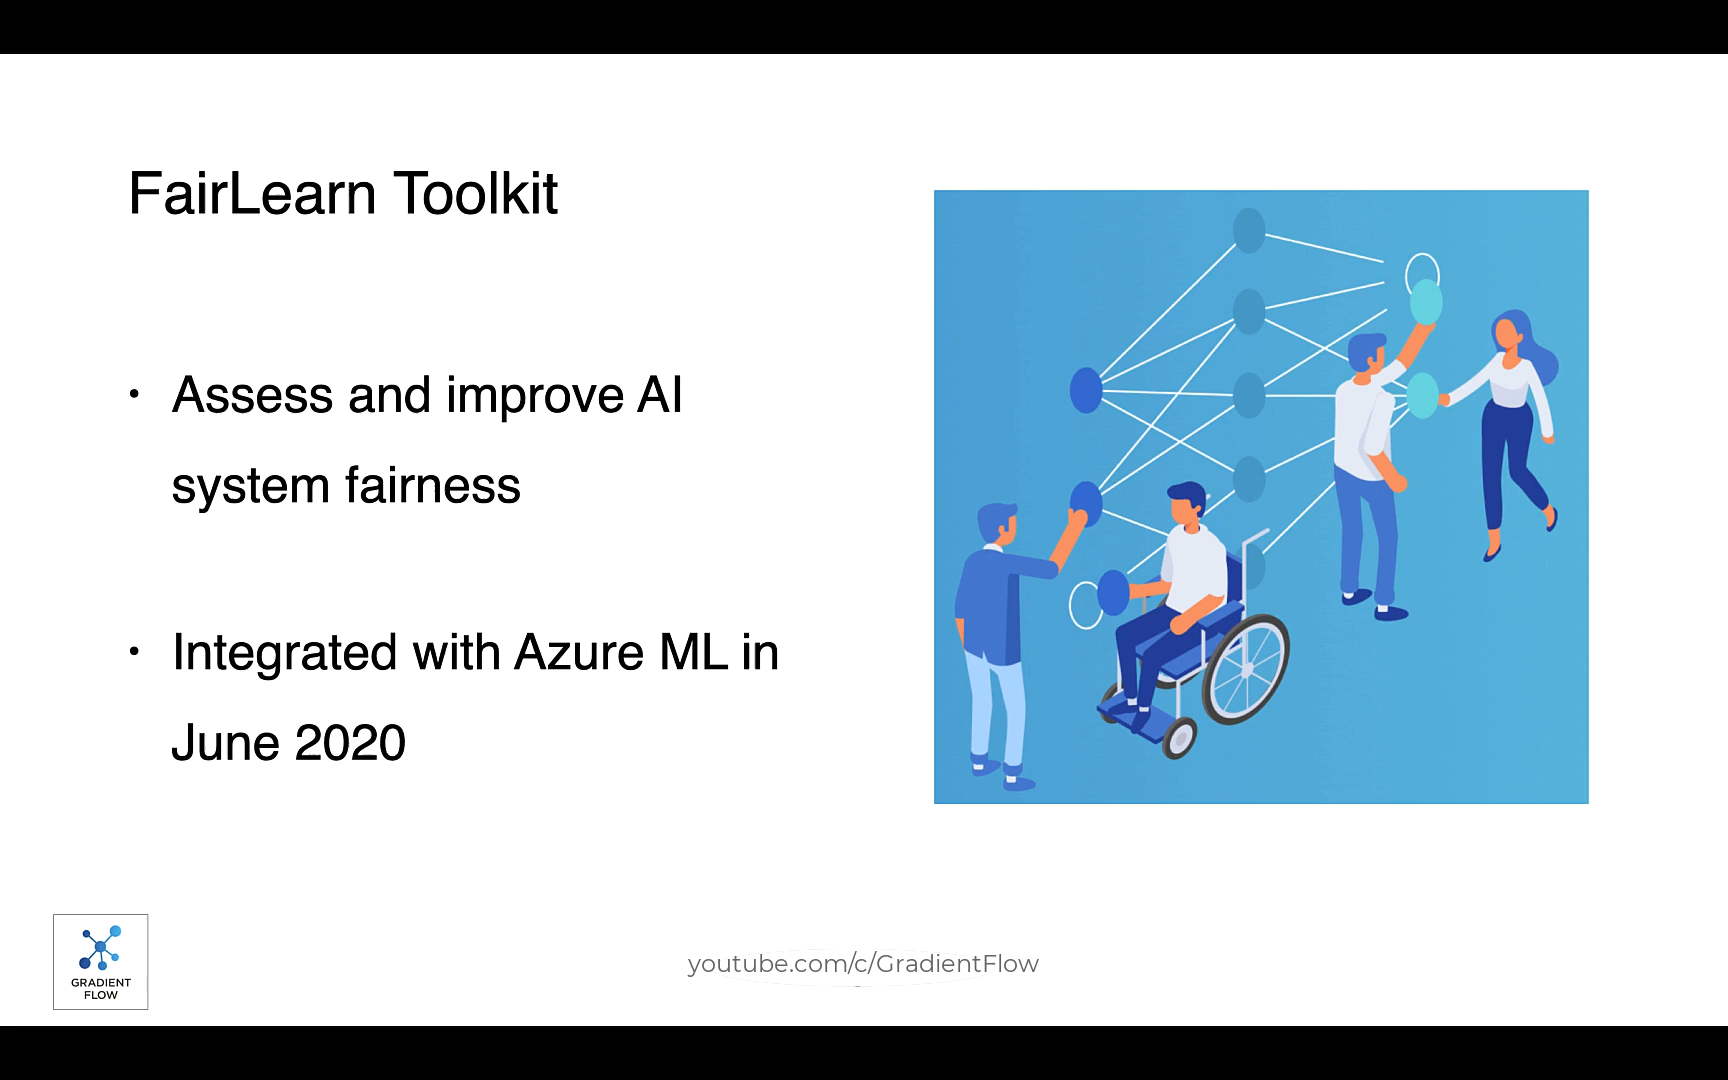 FairLearn Toolkit
• Assess and improve AI
system fairness
• Integrated with Azure ML in
June 2020
GRADIENT
FLOW
youtube.com/c/GradientFlow